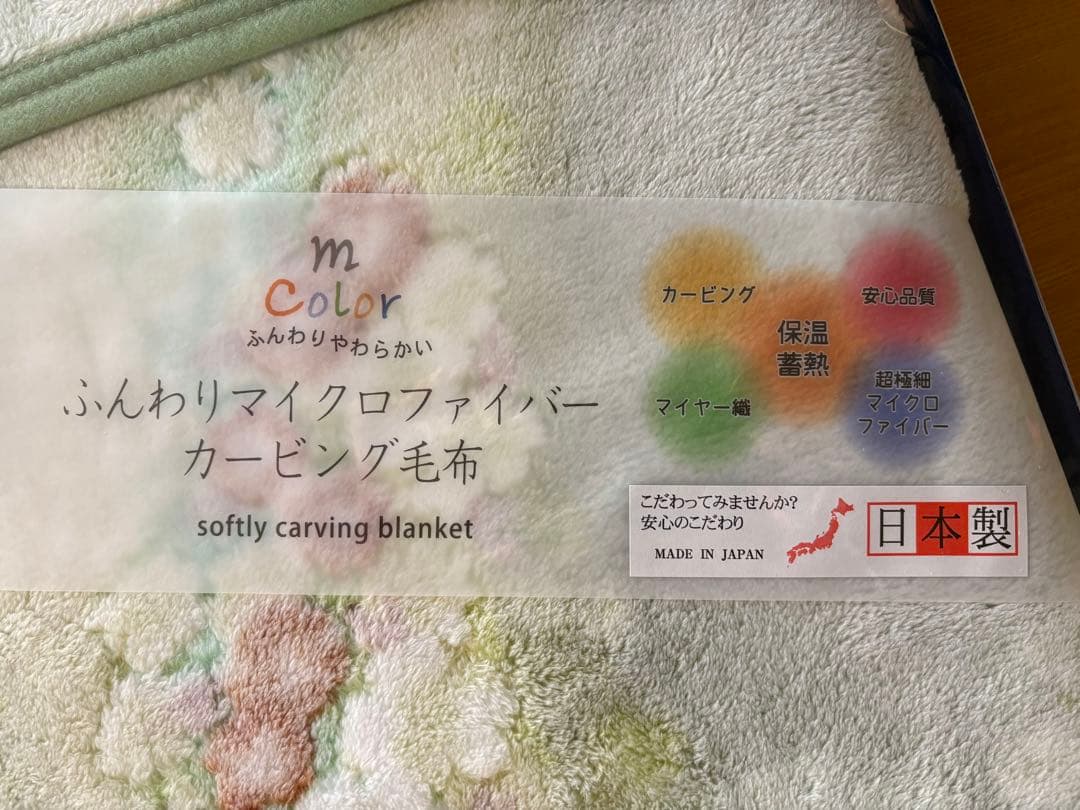 m
Color
ふんわりやわらかい
ふんわりマイクロファイバー
カービング毛布
softly carving blanket
カービング
安心品質
保温
蓄熱
マイヤー織
超極細
マイクロ
ファイバー
こだわってみませんか?
安心のこだわり
MADE IN JAPAN
日本製